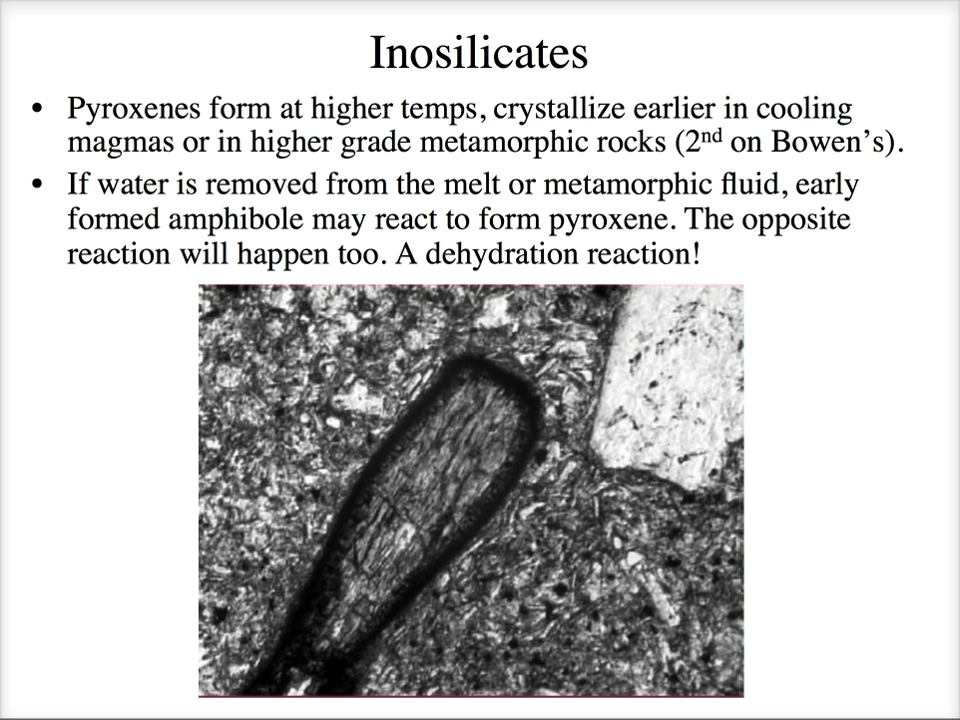 Inosilicates
• Pyroxenes form at higher temps, crystallize earlier in cooling
magmas or in higher grade metamorphic rocks (2nd on Bowen’s).
• If water is removed from the melt or metamorphic fluid, early
formed amphibole may react to form pyroxene. The opposite
reaction will happen too. A dehydration reaction!